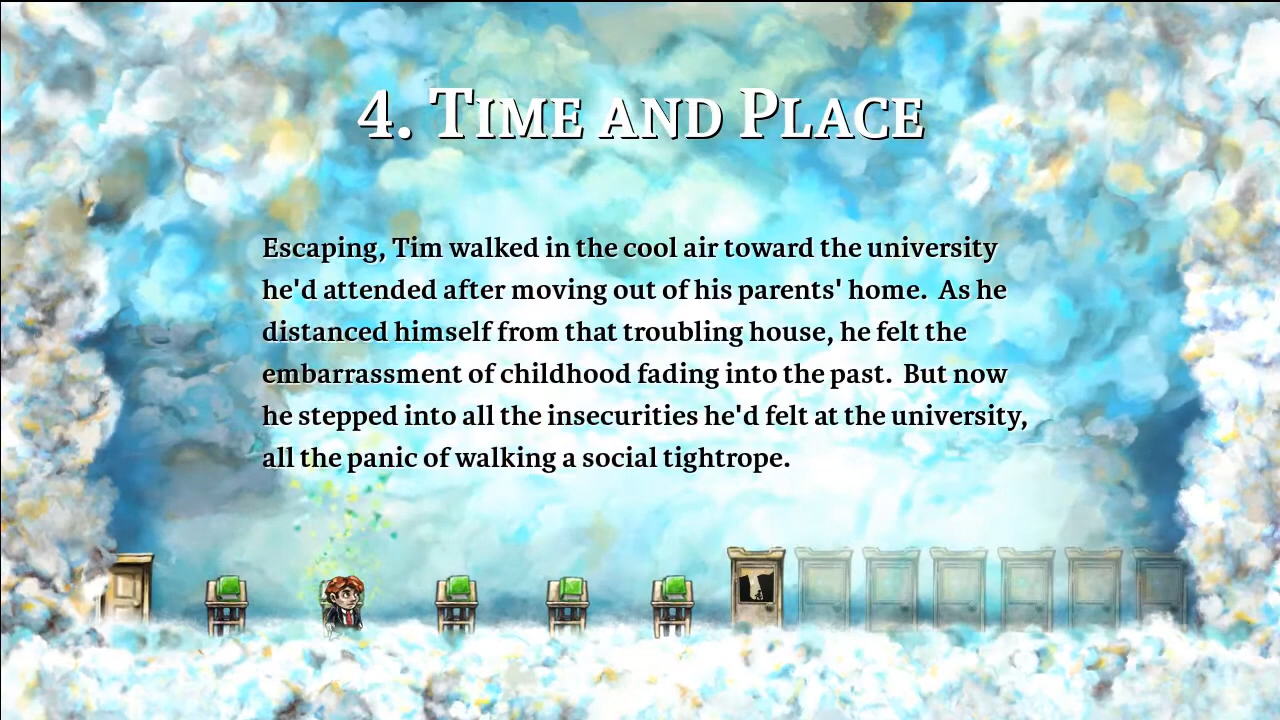 4. Time and Place
Escaping, Tim walked in the cool air toward the university
he'd attended after moving out of his parents' home.  As he
distanced himself from that troubling house, he felt the
embarrassment of childhood fading into the past.  But now
he stepped into all the insecurities he'd felt at the university,
all the panic of walking a social tightrope.